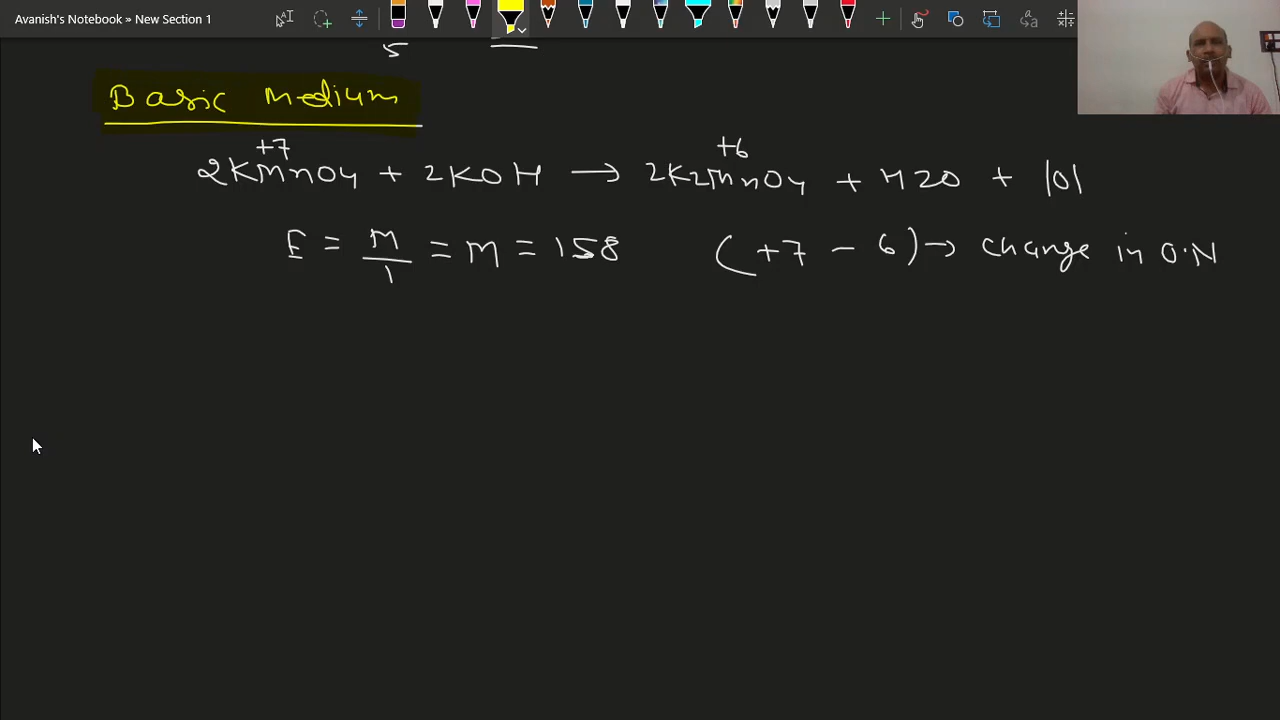 Avanish's Notebook » New Section 1
5
Basic Medium
+7 +6
2KMnO4 + 2KOH → 2K2MnO4 + H2O + |O|
E = M/1 = M = 158 (+7 - 6) → change in O.N